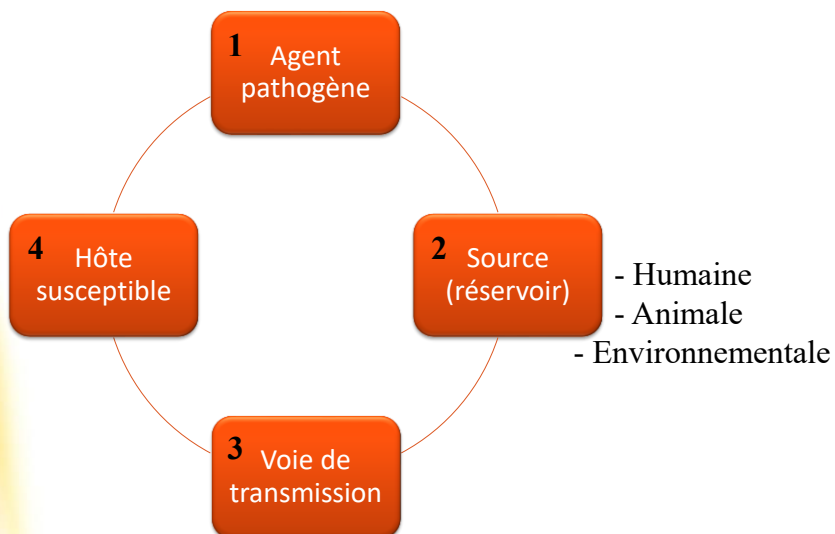 1
Agent
pathogène
2
Source
(réservoir)
- Humaine
- Animale
- Environnementale
3
Voie de
transmission
4
Hôte
susceptible